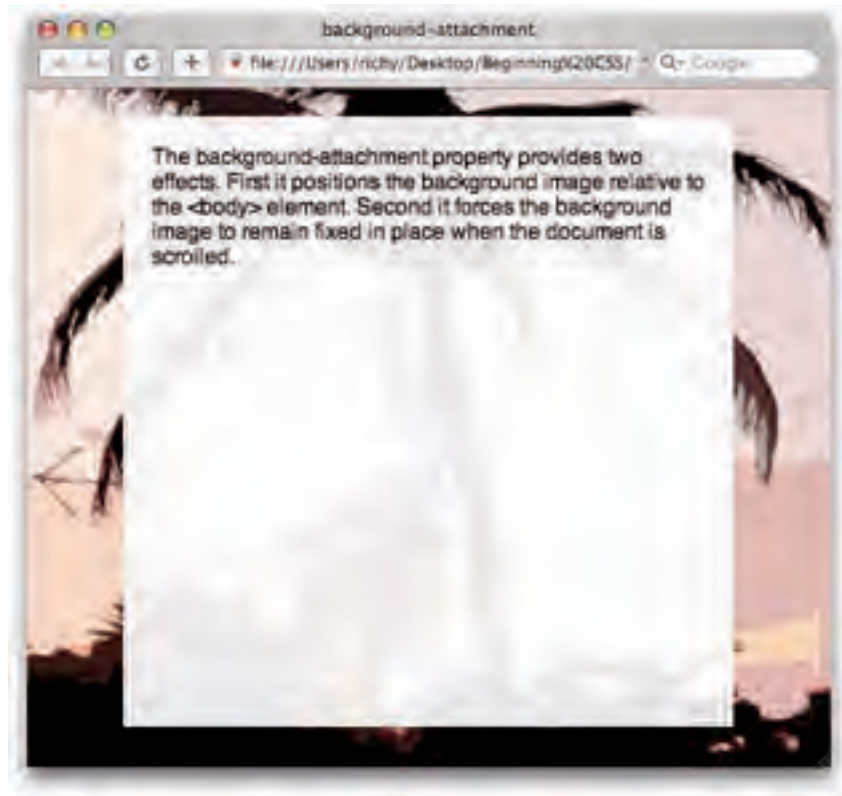 background-attachment
file:///Users/richy/Desktop/Beginning%20CSS/
Google
The background-attachment property provides two
effects. First it positions the background image relative to
the <body> element. Second it forces the background
image to remain fixed in place when the document is
scrolled.